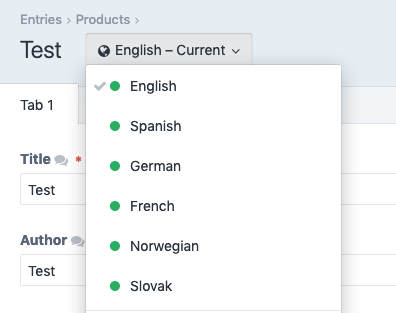 Entries › Products ›
Test
English – Current
English
Spanish
German
French
Norwegian
Slovak
Tab 1
Title *
Test
Author
Test